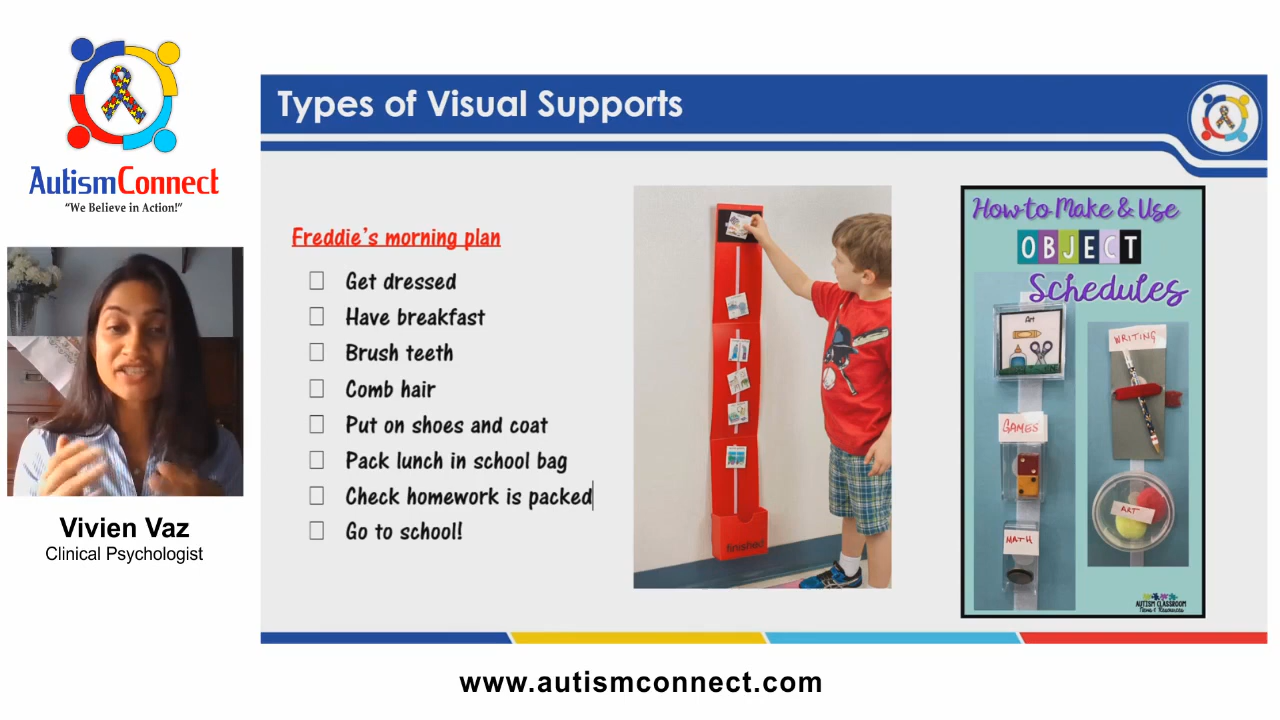 AutismConnect
"We Believe in Action!"
Vivien Vaz
Clinical Psychologist
Types of Visual Supports
Freddie's morning plan
Get dressed
Have breakfast
Brush teeth
Comb hair
Put on shoes and coat
Pack lunch in school bag
Check homework is packed
Go to school!
finished
How to Make & Use
OBJECT
Schedules
Art
GAMES
MATH
WRITING
ART
AUTISM CLASSROOM
News & Resources
www.autismconnect.com